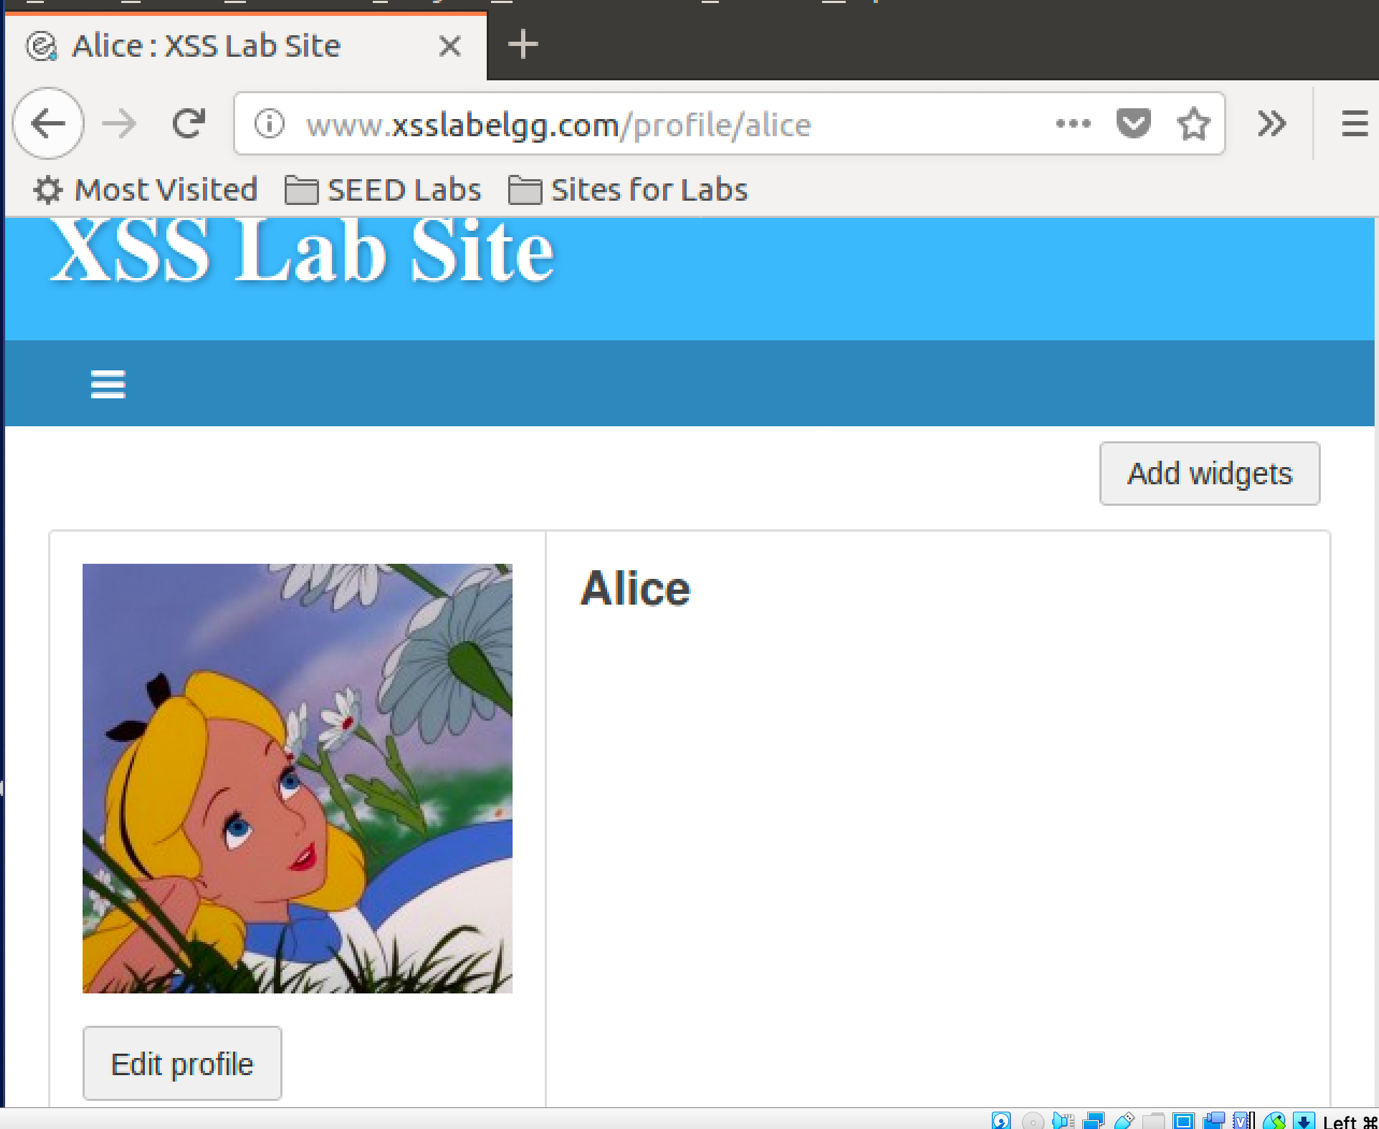 Alice : XSS Lab Site
www.xsslabelgg.com/profile/alice
Most Visited SEED Labs Sites for Labs
XSS Lab Site
Add widgets
Alice
Edit profile
Left ⌘